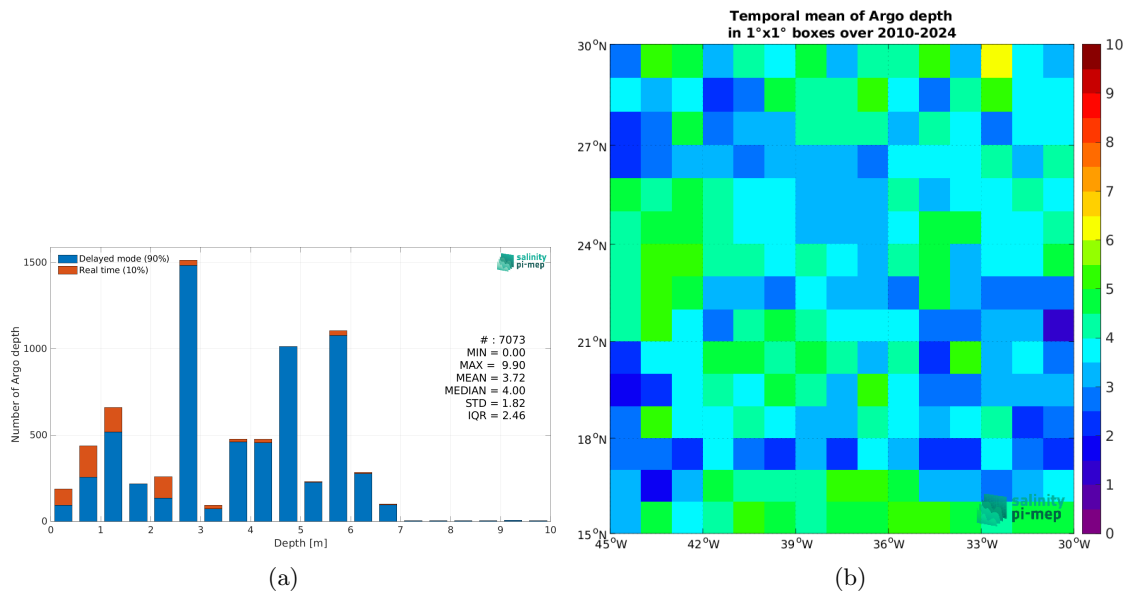 Delayed mode (90%)
Real time (10%)
salinity
pi-mep
1500
1000
500
0
Number of Argo depth
# : 7073
MIN = 0.00
MAX = 9.90
MEAN = 3.72
MEDIAN = 4.00
STD = 1.82
IQR = 2.46
0 1 2 3 4 5 6 7 8 9 10
Depth [m]
(a)
Temporal mean of Argo depth
in 1°x1° boxes over 2010-2024
30°N
27°N
24°N
21°N
18°N
15°N
45°W 42°W 39°W 36°W 33°W 30°W
salinity
pi-mep
10
9
8
7
6
5
4
3
2
1
0
(b)